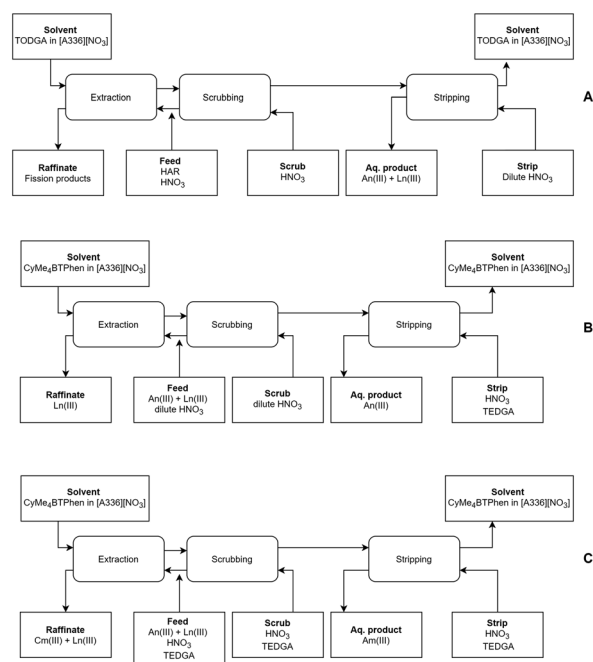 Solvent
TODGA in [A336][NO3]
Solvent
TODGA in [A336][NO3]
Extraction
Scrubbing
Stripping
A
Raffinate
Fission products
Feed
HAR
HNO3
Scrub
HNO3
Aq. product
An(III) + Ln(III)
Strip
Dilute HNO3
Solvent
CyMe4BTPhen in [A336][NO3]
Solvent
CyMe4BTPhen in [A336][NO3]
Extraction
Scrubbing
Stripping
B
Raffinate
Ln(III)
Feed
An(III) + Ln(III)
dilute HNO3
Scrub
dilute HNO3
Aq. product
An(III)
Strip
HNO3
TEDGA
Solvent
CyMe4BTPhen in [A336][NO3]
Solvent
CyMe4BTPhen in [A336][NO3]
Extraction
Scrubbing
Stripping
C
Raffinate
Cm(III) + Ln(III)
Feed
An(III) + Ln(III)
HNO3
TEDGA
Scrub
HNO3
TEDGA
Aq. product
Am(III)
Strip
HNO3
TEDGA